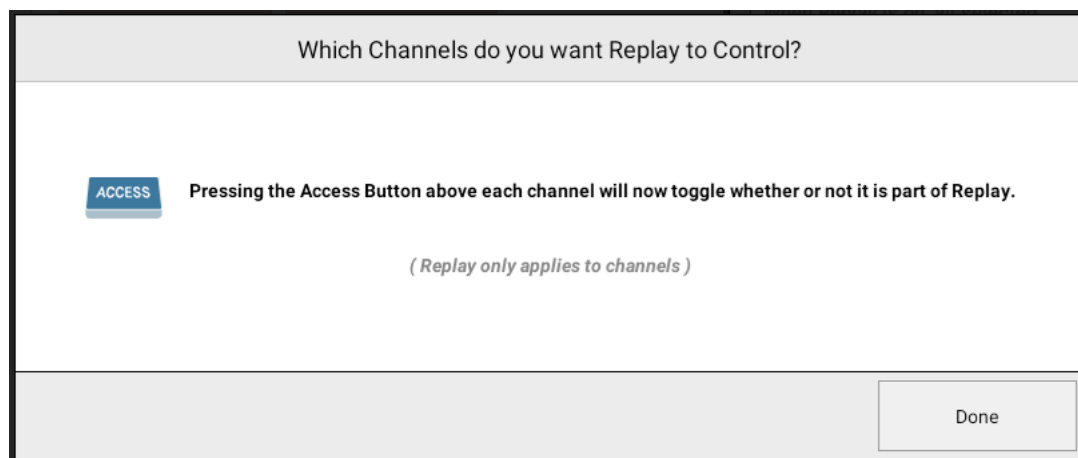 Which Channels do you want Replay to Control?
ACCESS
Pressing the Access Button above each channel will now toggle whether or not it is part of Replay.
( Replay only applies to channels )
Done